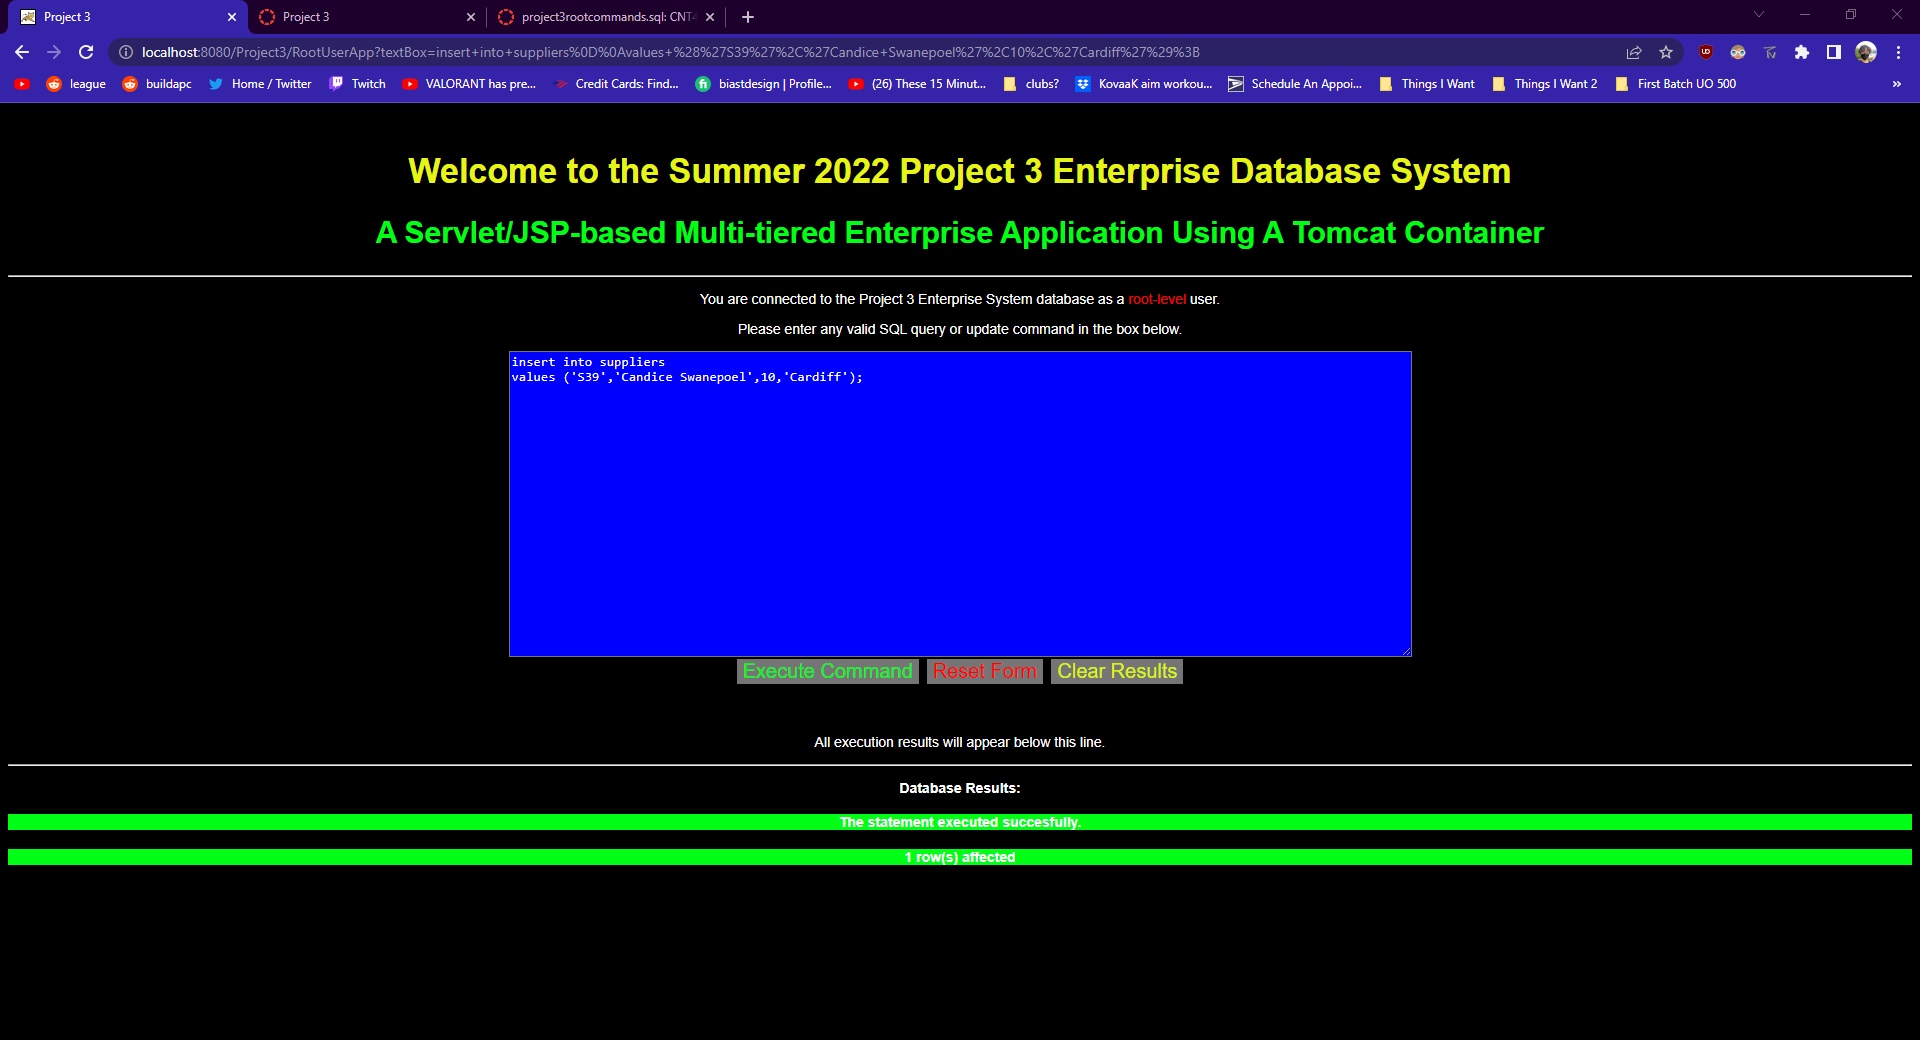 Project 3
Project 3
project3rootcommands.sql: CNT
localhost:8080/Project3/RootUserApp?textBox=insert+into+suppliers%0D%0Avalues+%28%27S39%27%2C%27Candice+Swanepoel%27%2C10%2C%27Cardiff%27%29%3B
league
buildapc
Home / Twitter
Twitch
VALORANT has pre...
Credit Cards: Find...
biastdesign | Profile...
(26) These 15 Minut...
clubs?
KovaaK aim workou...
Schedule An Appoi...
Things I Want
Things I Want 2
First Batch UO 500
»
Welcome to the Summer 2022 Project 3 Enterprise Database System
A Servlet/JSP-based Multi-tiered Enterprise Application Using A Tomcat Container
You are connected to the Project 3 Enterprise System database as a root-level user.
Please enter any valid SQL query or update command in the box below.
insert into suppliers
values ('S39','Candice Swanepoel',10,'Cardiff');
Execute Command
Reset Form
Clear Results
All execution results will appear below this line.
Database Results:
The statement executed succesfully.
1 row(s) affected